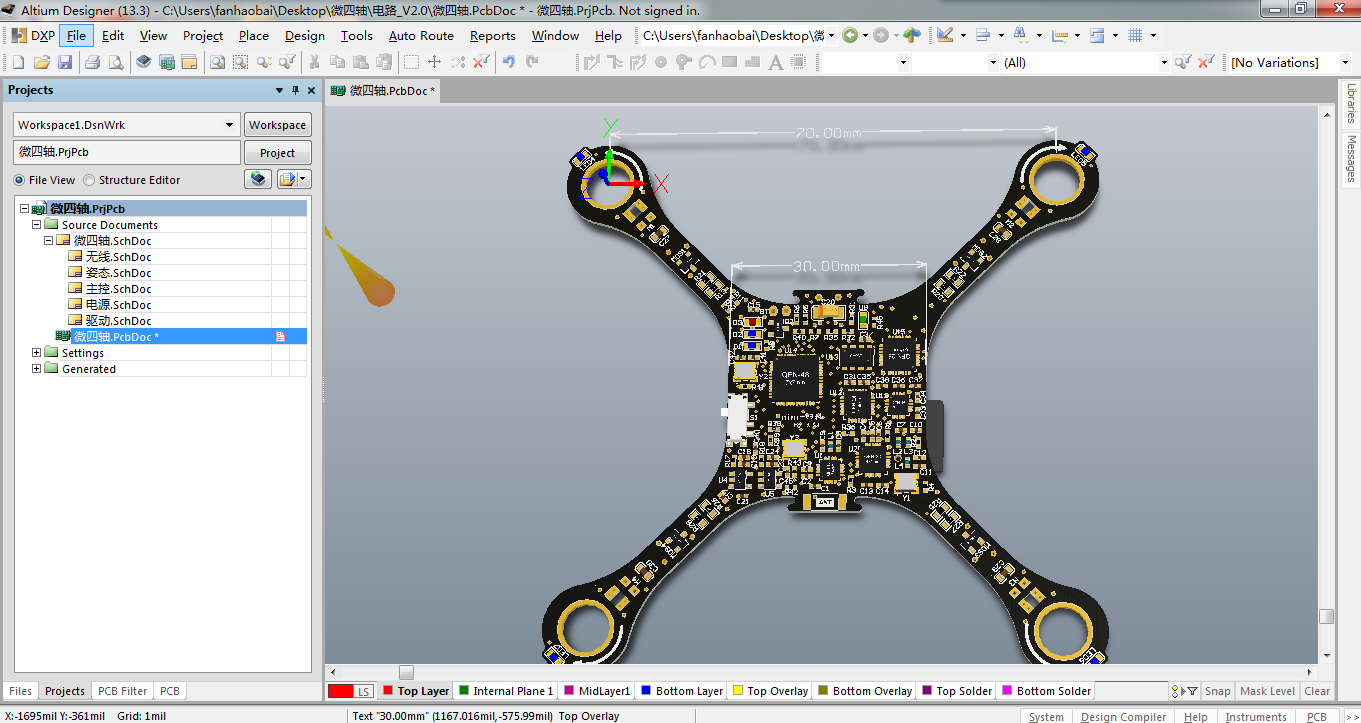 Altium Designer (13.3) - C:\Users\fanhaobai\Desktop\微四轴\电路_V2.0\微四轴.PcbDoc * - 微四轴.PrjPcb. Not signed in.
DXP File Edit View Project Place Design Tools Auto Route Reports Window Help C:\Users\fanhaobai\Desktop\微
(All) [No Variations]
Projects
微四轴.PcbDoc *
Libraries
Messages
Workspace1.DsnWrk Workspace
微四轴.PrjPcb Project
File View Structure Editor
微四轴.PrjPcb
Source Documents
微四轴.SchDoc
无线.SchDoc
姿态.SchDoc
主控.SchDoc
电源.SchDoc
驱动.SchDoc
微四轴.PcbDoc *
Settings
Generated
Y
X
70.00mm
30.00mm
QFN-48
ANT
Files Projects PCB Filter PCB
LS Top Layer Internal Plane 1 MidLayer1 Bottom Layer Top Overlay Bottom Overlay Top Solder Bottom Solder Snap Mask Level Clear
X:-1695mil Y:-361mil Grid: 1mil Text "30.00mm" (1167.016mil,-575.99mil) Top Overlay System Design Compiler Help Instruments PCB >>